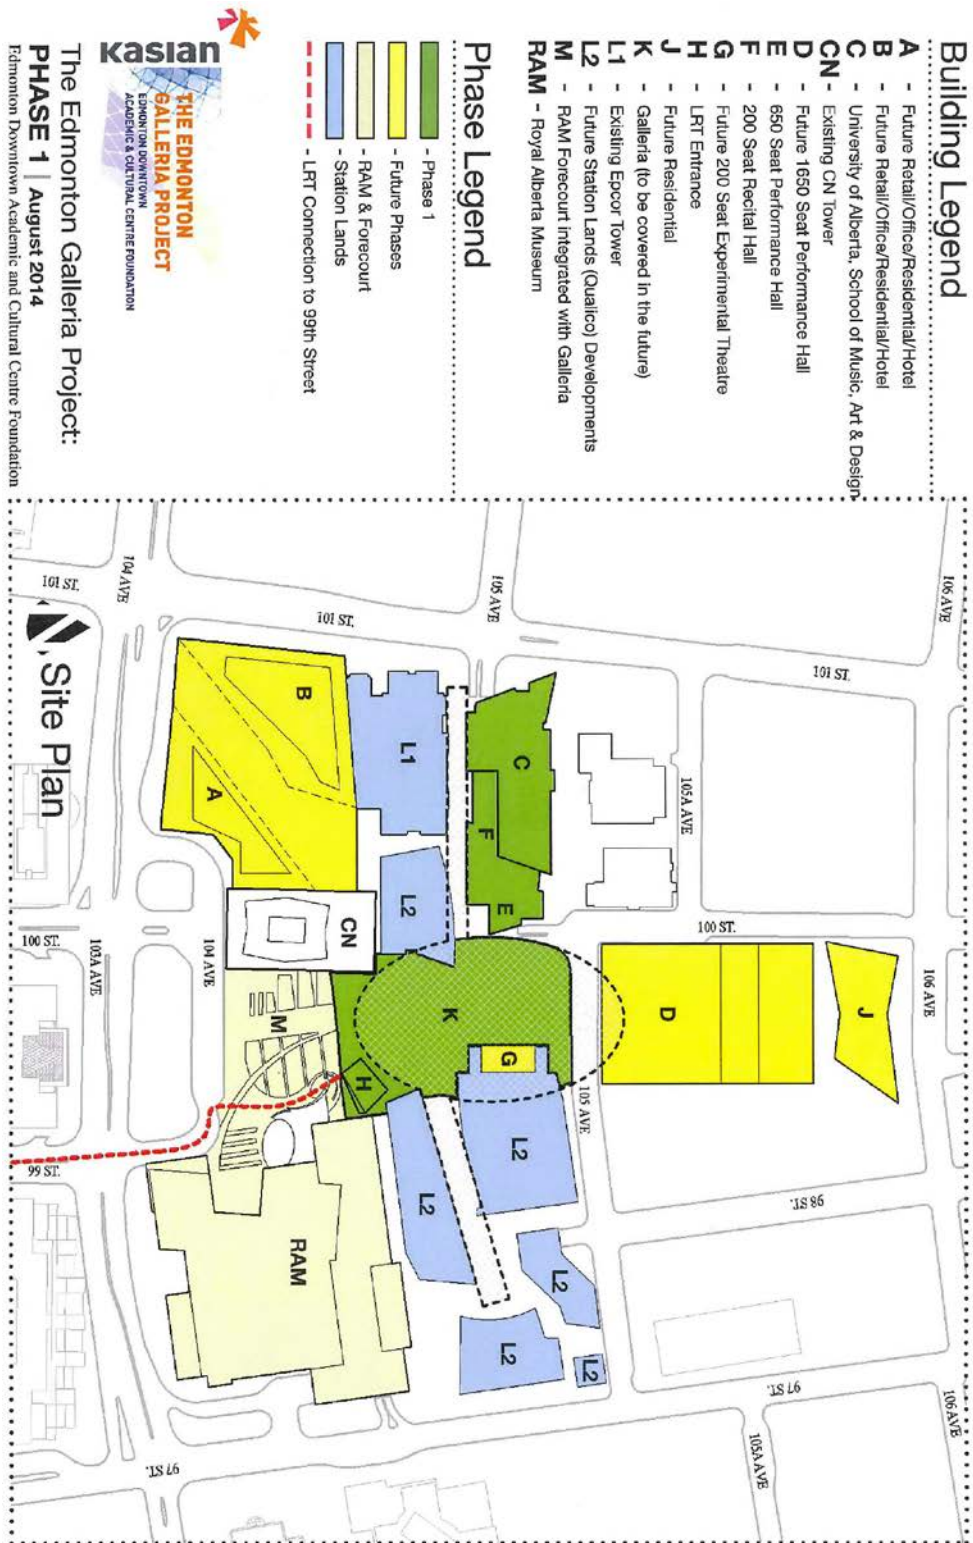 Building Legend
A - Future Retail/Office/Residential/Hotel
B - Future Retail/Office/Residential/Hotel
C - University of Alberta, School of Music, Art & Design
CN - Existing CN Tower
D - Future 1650 Seat Performance Hall
E - 650 Seat Performance Hall
F - 200 Seat Recital Hall
G - Future 200 Seat Experimental Theatre
H - LRT Entrance
J - Future Residential
K - Galleria (to be covered in the future)
L1 - Existing Epcor Tower
L2 - Future Station Lands (Qualico) Developments
M - RAM Forecourt integrated with Galleria
RAM - Royal Alberta Museum
Phase Legend
- Phase 1
- Future Phases
- RAM & Forecourt
- Station Lands
- LRT Connection to 99th Street
kasian
THE EDMONTON
GALLERIA PROJECT
EDMONTON DOWNTOWN
ACADEMIC & CULTURAL CENTRE FOUNDATION
The Edmonton Galleria Project:
PHASE 1 | August 2014
Edmonton Downtown Academic and Cultural Centre Foundation
106 AVE
101 ST.
105 AVE
101 ST.
104 AVE
101 ST.
105A AVE
C
F
E
B
A
L1
L2
CN
100 ST.
106 AVE
J
D
K
G
105 AVE
H
M
104 AVE
100 ST.
103A AVE
99 ST.
L2
L2
L2
L2
L2
RAM
98 ST.
97 ST.
106 AVE
105A AVE
97 ST.
N
Site Plan